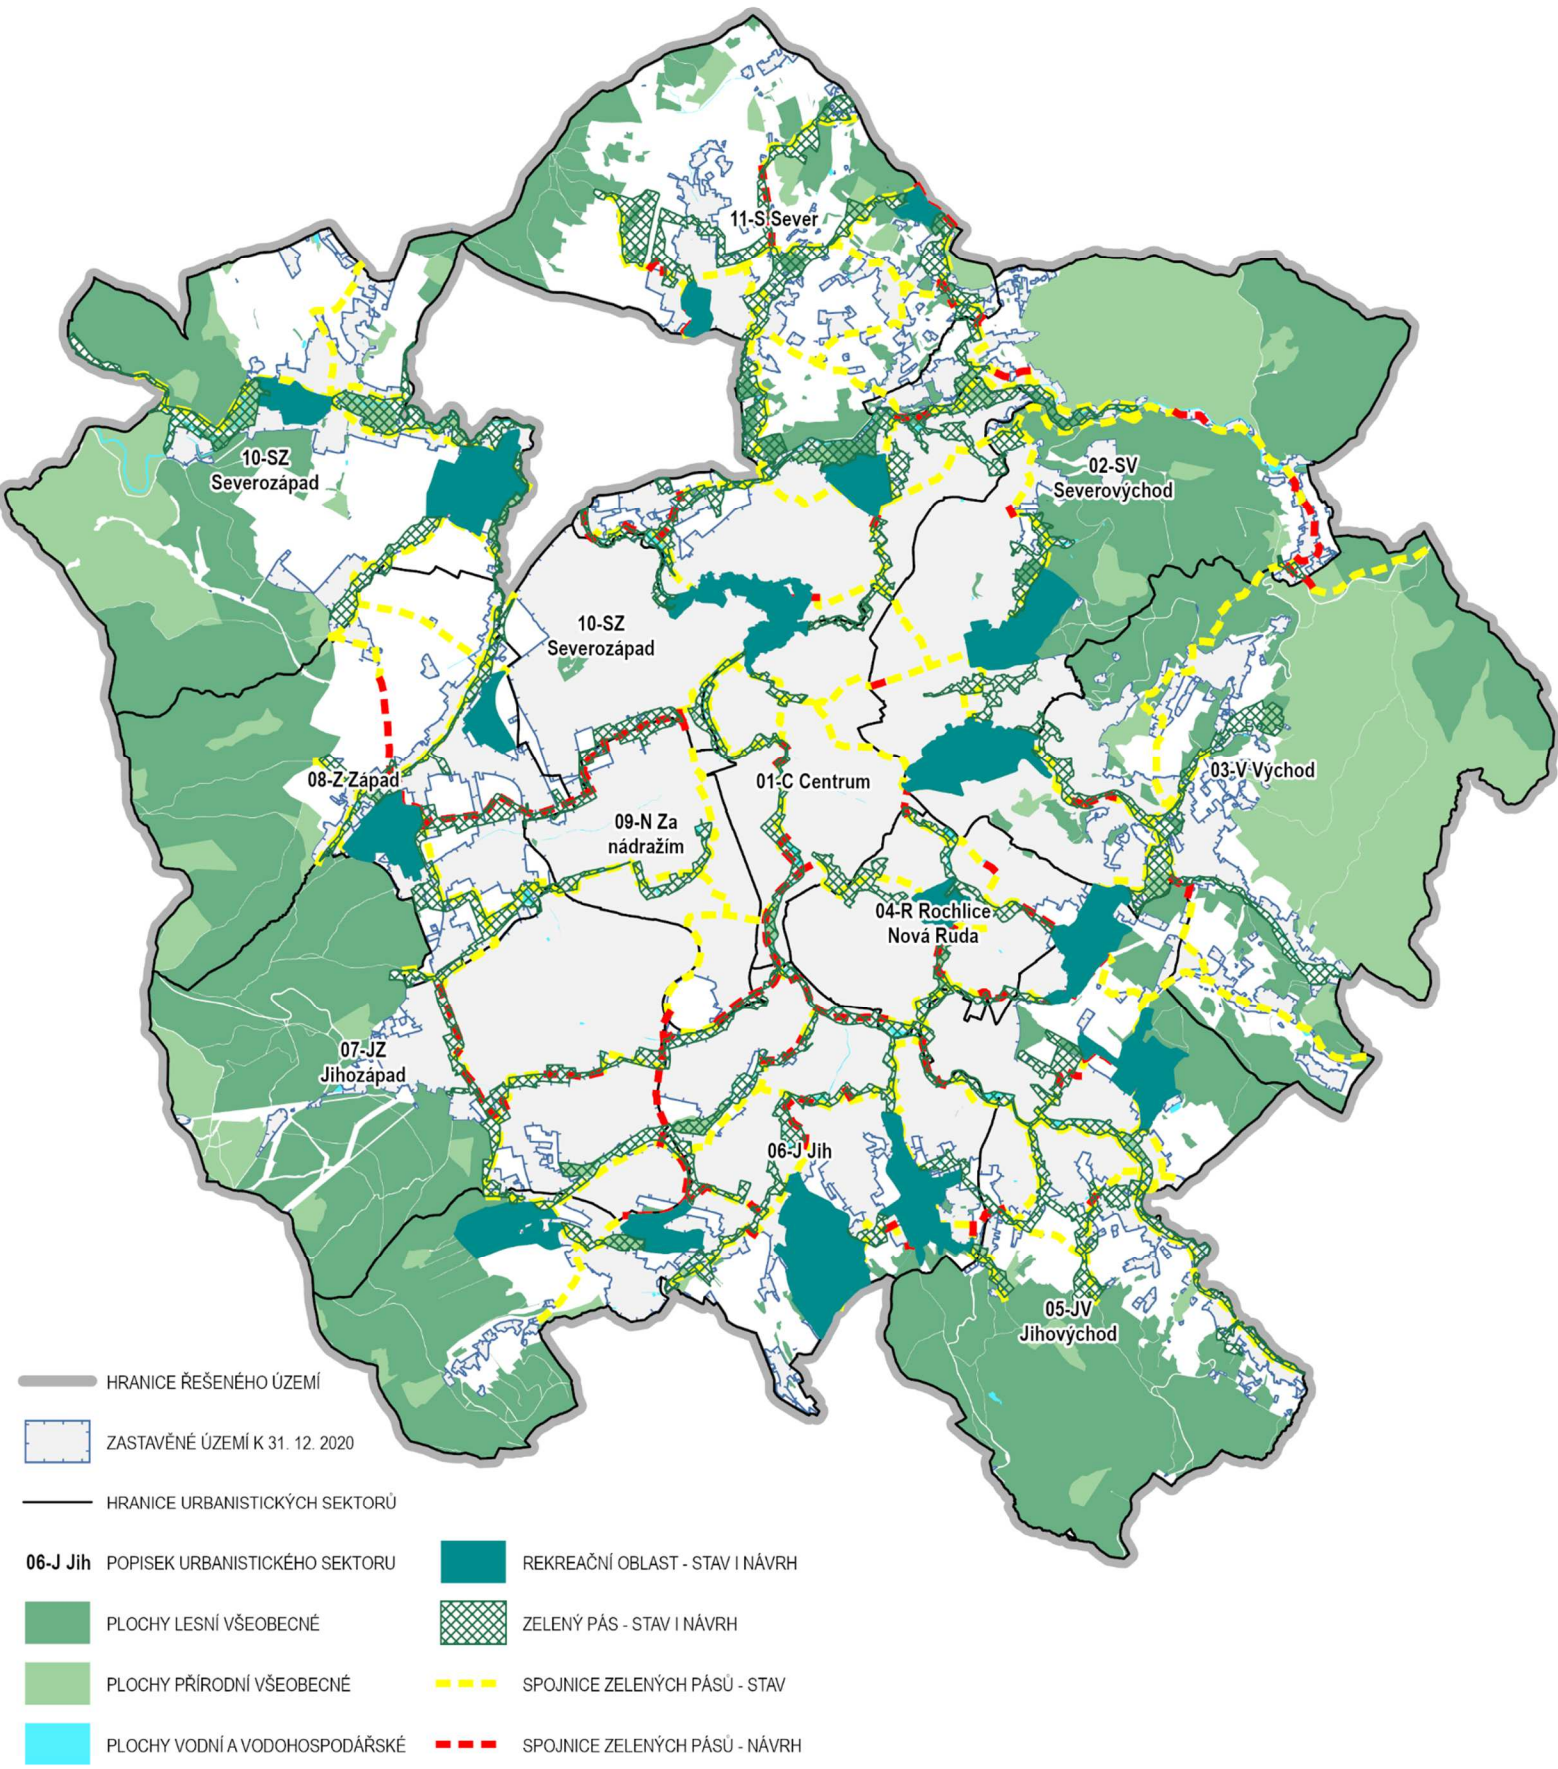 11-S Sever
10-SZ
Severozápad
02-SV
Severovýchod
10-SZ
Severozápad
08-Z Západ
01-C Centrum
03-V Východ
09-N Za
nádražím
04-R Rochlice
Nová Ruda
07-JZ
Jihozápad
06-J Jih
05-JV
Jihovýchod
HRANICE ŘEŠENÉHO ÚZEMÍ
ZASTAVĚNÉ ÚZEMÍ K 31. 12. 2020
HRANICE URBANISTICKÝCH SEKTORŮ
06-J Jih POPISEK URBANISTICKÉHO SEKTORU
PLOCHY LESNÍ VŠEOBECNÉ
PLOCHY PŘÍRODNÍ VŠEOBECNÉ
PLOCHY VODNÍ A VODOHOSPODÁŘSKÉ
REKREAČNÍ OBLAST - STAV I NÁVRH
ZELENÝ PÁS - STAV I NÁVRH
SPOJNICE ZELENÝCH PÁSŮ - STAV
SPOJNICE ZELENÝCH PÁSŮ - NÁVRH